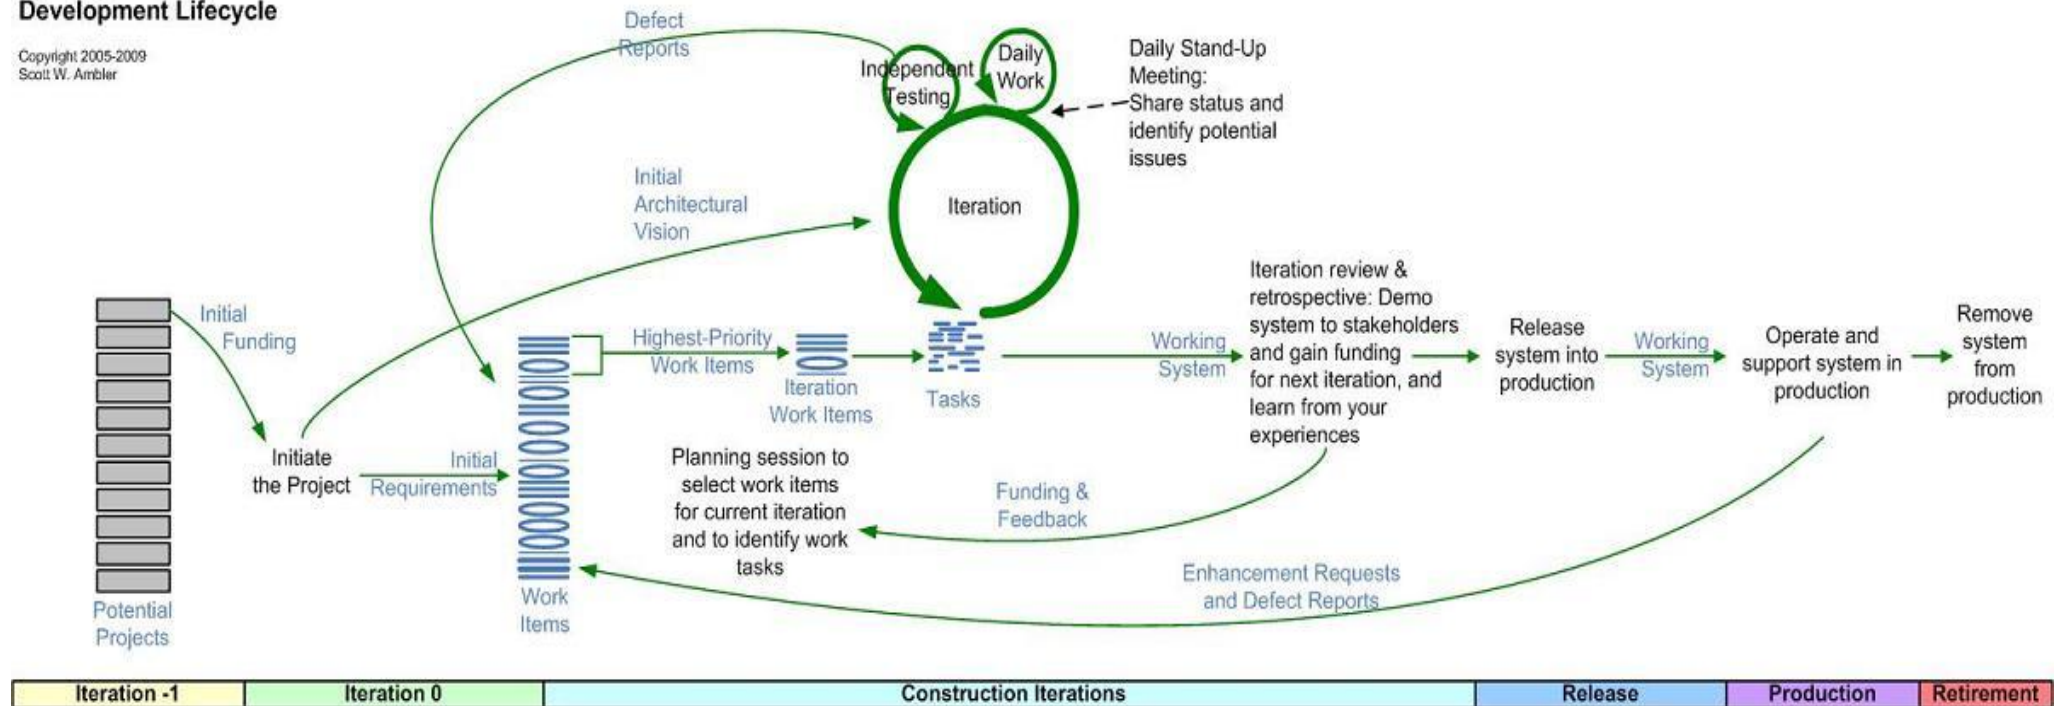 Development Lifecycle
Copyright 2005-2009
Scott W. Ambler
Defect
Reports
Independent
Testing
Daily
Work
Daily Stand-Up
Meeting:
Share status and
identify potential
issues
Initial
Architectural
Vision
Iteration
Initial
Funding
Potential
Projects
Initiate
the Project
Initial
Requirements
Work
Items
Highest-Priority
Work Items
Iteration
Work Items
Tasks
Planning session to
select work items
for current iteration
and to identify work
tasks
Working
System
Iteration review &
retrospective: Demo
system to stakeholders
and gain funding
for next iteration, and
learn from your
experiences
Funding &
Feedback
Release
system into
production
Working
System
Operate and
support system in
production
Remove
system
from
production
Enhancement Requests
and Defect Reports
Iteration -1
Iteration 0
Construction Iterations
Release
Production
Retirement